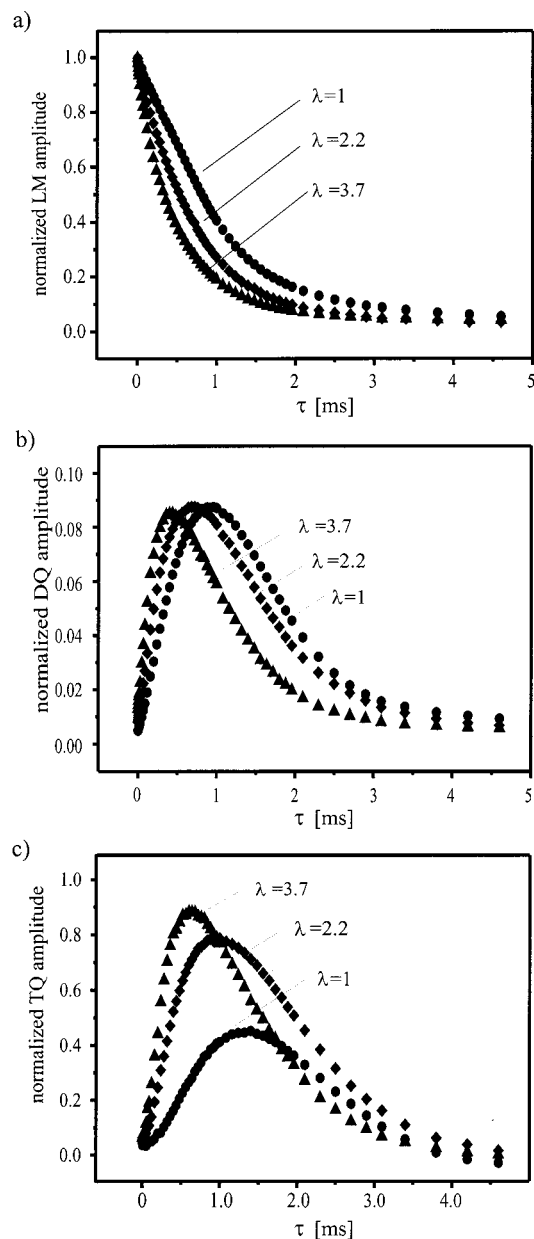 a)
normalized LM amplitude
1.0
0.8
0.6
0.4
0.2
0.0
λ=1
λ=2.2
λ=3.7
0 1 2 3 4 5
τ [ms]
b)
normalized DQ amplitude
0.10
0.08
0.06
0.04
0.02
0.00
λ=3.7
λ=2.2
λ=1
0 1 2 3 4 5
τ [ms]
c)
normalized TQ amplitude
1.0
0.8
0.6
0.4
0.2
0.0
λ=3.7
λ=2.2
λ=1
0 1.0 2.0 3.0 4.0
τ [ms]